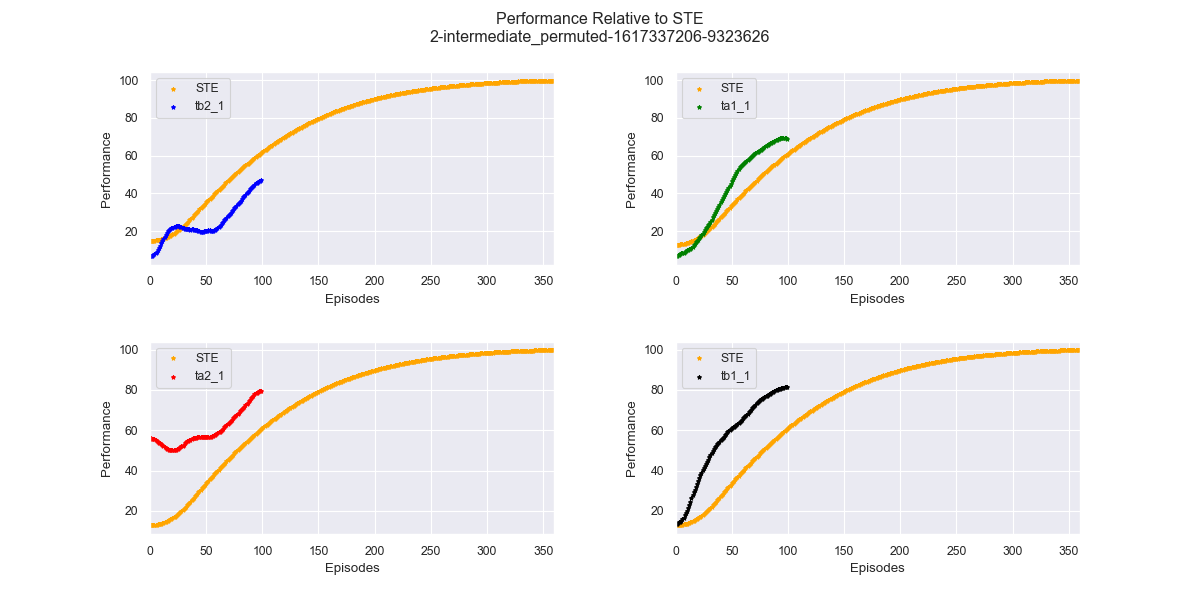 Performance Relative to STE
2-intermediate_permuted-1617337206-9323626
100
80
60
40
20
Performance
STE
tb2_1
0 50 100 150 200 250 300 350
Episodes
100
80
60
40
20
Performance
STE
ta1_1
0 50 100 150 200 250 300 350
Episodes
100
80
60
40
20
Performance
STE
ta2_1
0 50 100 150 200 250 300 350
Episodes
100
80
60
40
20
Performance
STE
tb1_1
0 50 100 150 200 250 300 350
Episodes